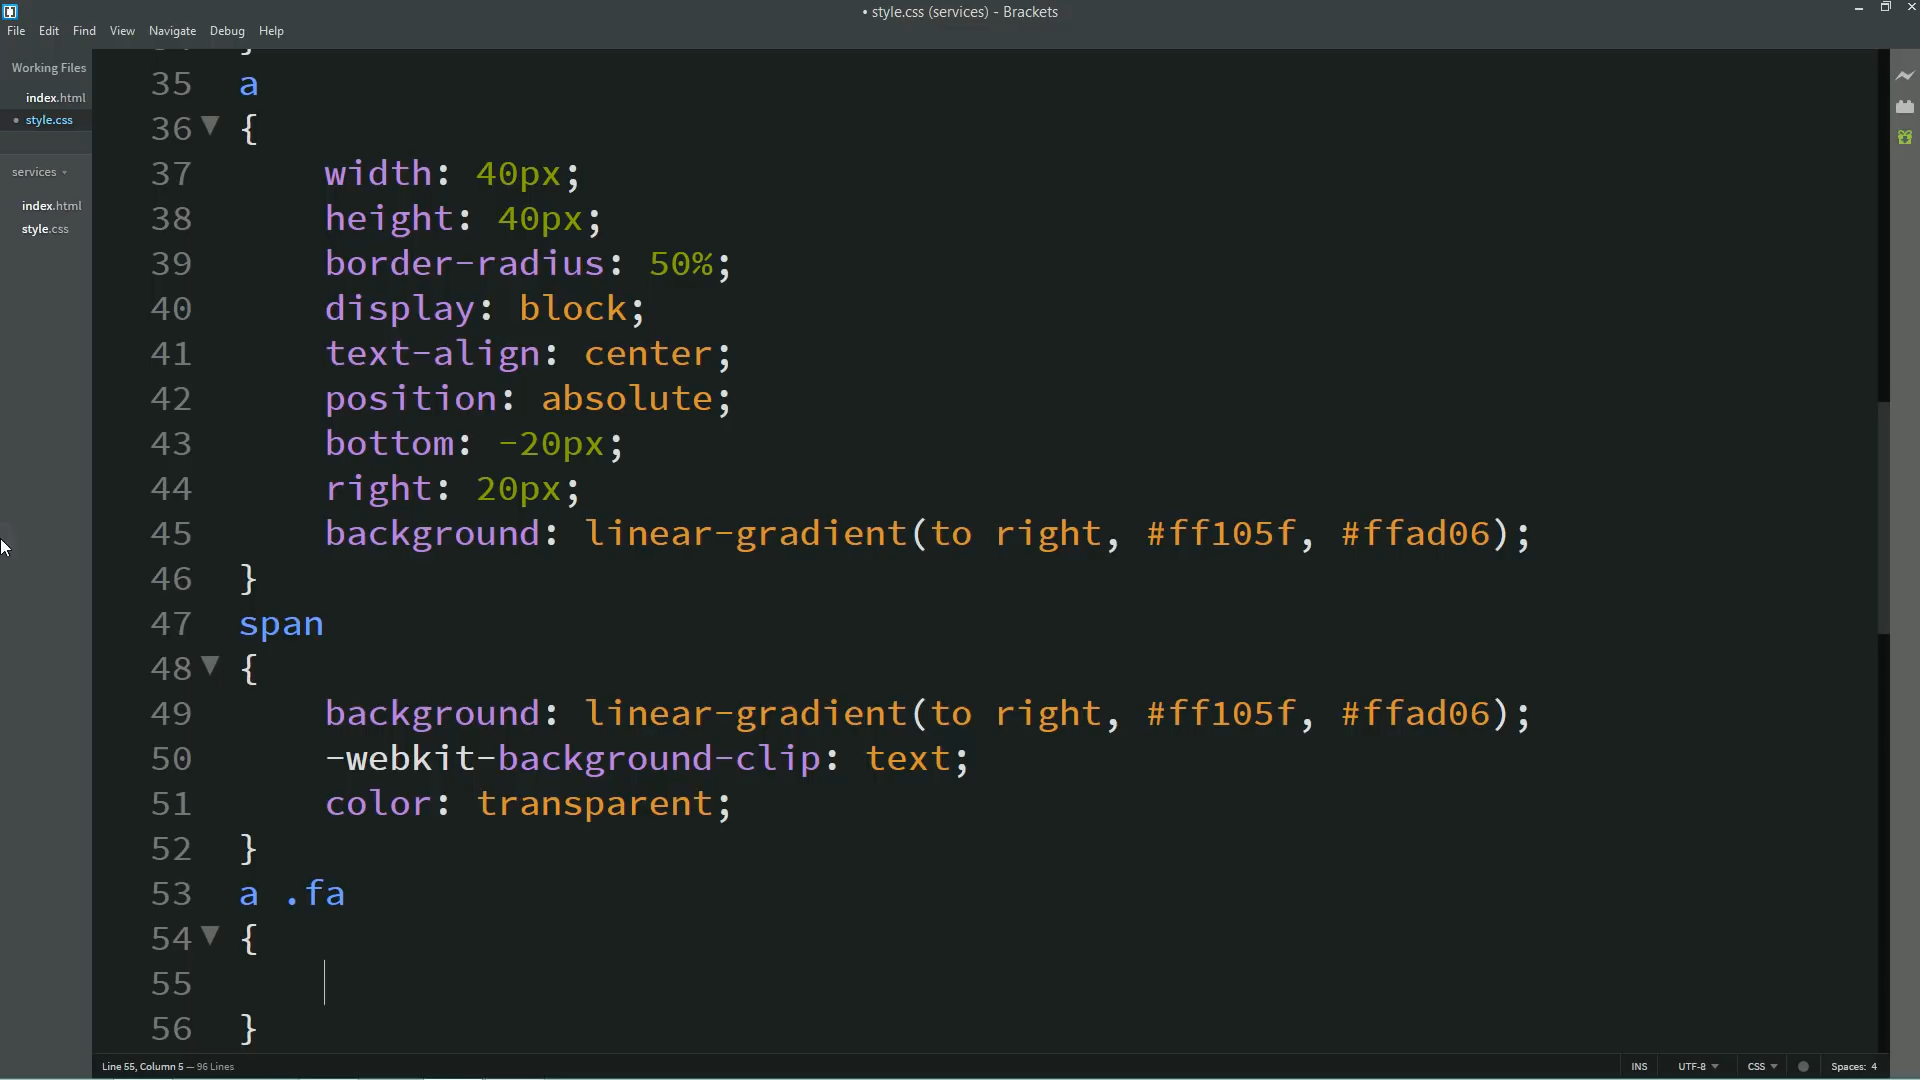 • style.css (services) - Brackets
File Edit Find View Navigate Debug Help
Working Files
index.html
• style.css
services
index.html
style.css
35 a
36 {
37 width: 40px;
38 height: 40px;
39 border-radius: 50%;
40 display: block;
41 text-align: center;
42 position: absolute;
43 bottom: -20px;
44 right: 20px;
45 background: linear-gradient(to right, #ff105f, #ffad06);
46 }
47 span
48 {
49 background: linear-gradient(to right, #ff105f, #ffad06);
50 -webkit-background-clip: text;
51 color: transparent;
52 }
53 a .fa
54 {
55
56 }
Line 55, Column 5 — 96 Lines
INS UTF-8 CSS Spaces: 4